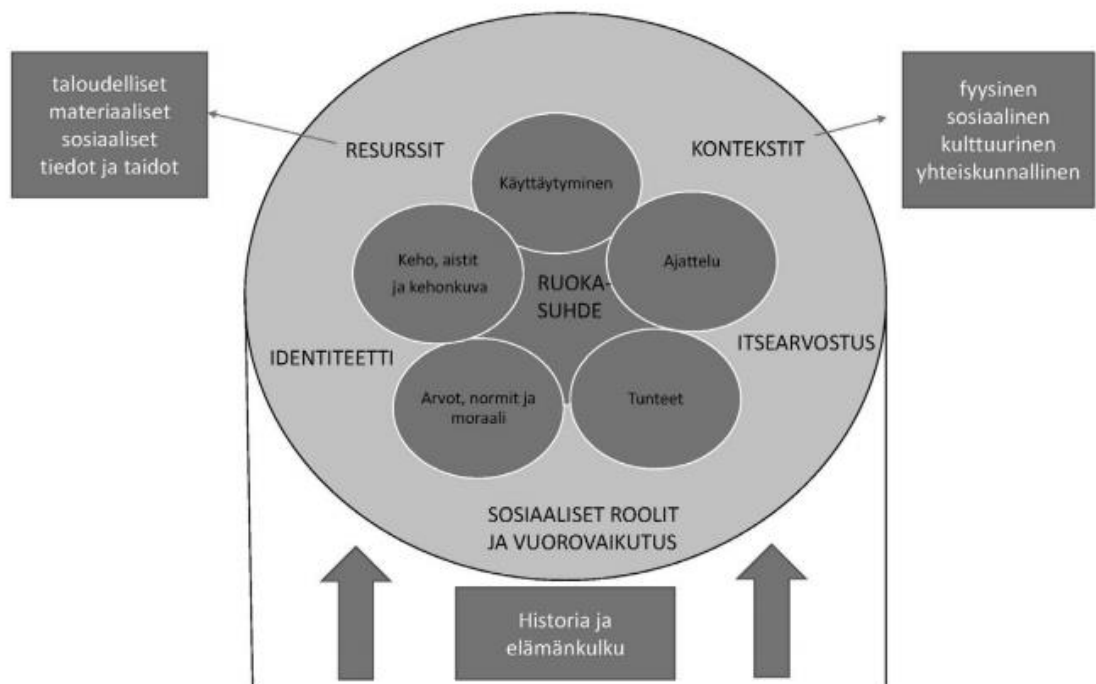 taloudelliset
materiaaliset
sosiaaliset
tiedot ja taidot
fyysinen
sosiaalinen
kulttuurinen
yhteiskunnallinen
RESURSSIT
KONTEKSTIT
Käyttäytyminen
Keho, aistit
ja kehonkuva
Ajattelu
RUOKA-
SUHDE
IDENTITEETTI
ITSEARVOSTUS
Arvot, normit ja
moraali
Tunteet
SOSIAALISET ROOLIT
JA VUOROVAIKUTUS
Historia ja
elämänkulku